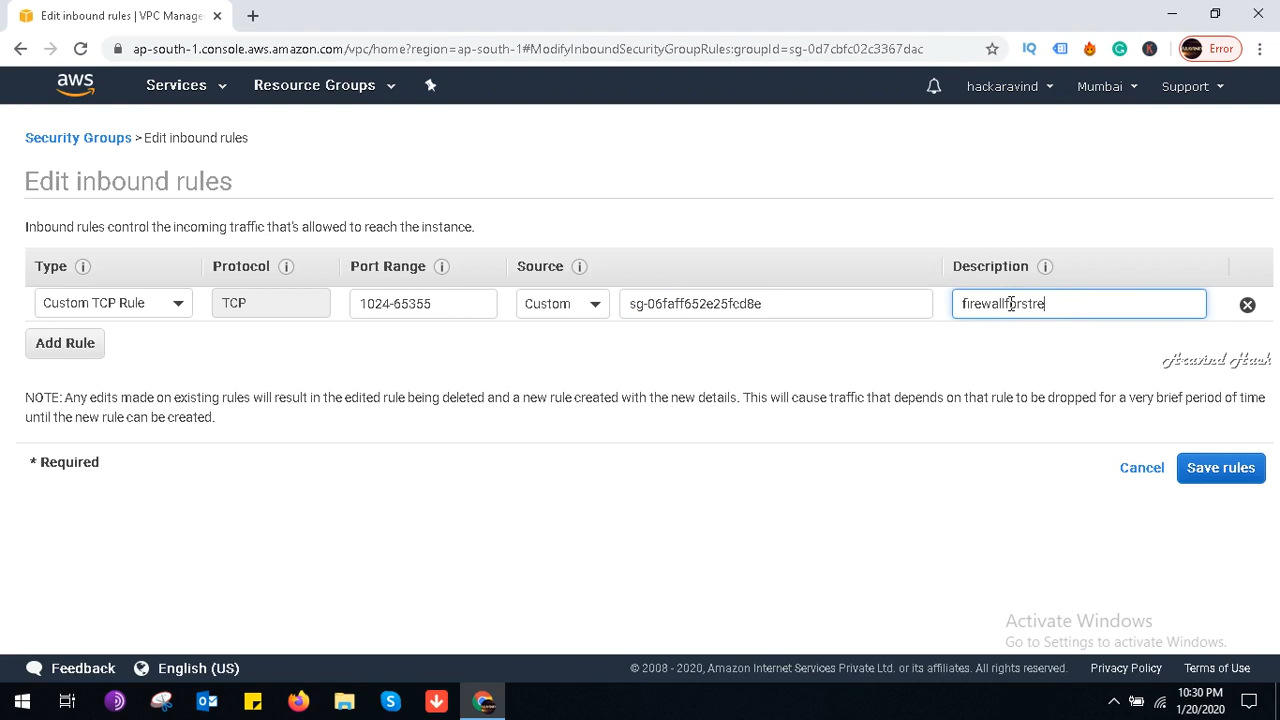 Edit inbound rules | VPC Manage
ap-south-1.console.aws.amazon.com/vpc/home?region=ap-south-1#ModifyInboundSecurityGroupRules:groupId=sg-0d7cbfc02c3367dac
IQ
Error
aws
Services
Resource Groups
hackaravind
Mumbai
Support
Security Groups > Edit inbound rules
Edit inbound rules
Inbound rules control the incoming traffic that's allowed to reach the instance.
Type
Protocol
Port Range
Source
Description
Custom TCP Rule
TCP
1024-65355
Custom
sg-06faff652e25fcd8e
firewallforstre
Add Rule
Aravind Hack
NOTE: Any edits made on existing rules will result in the edited rule being deleted and a new rule created with the new details. This will cause traffic that depends on that rule to be dropped for a very brief period of time
until the new rule can be created.
* Required
Cancel
Save rules
Activate Windows
Go to Settings to activate Windows.
Feedback
English (US)
© 2008 - 2020, Amazon Internet Services Private Ltd. or its affiliates. All rights reserved.
Privacy Policy
Terms of Use
10:30 PM
1/20/2020